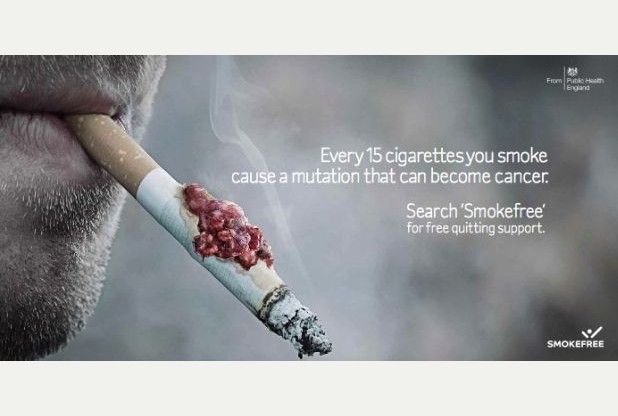 From Public Health
England
Every 15 cigarettes you smoke
cause a mutation that can become cancer.
Search 'Smokefree'
for free quitting support.
SMOKEFREE